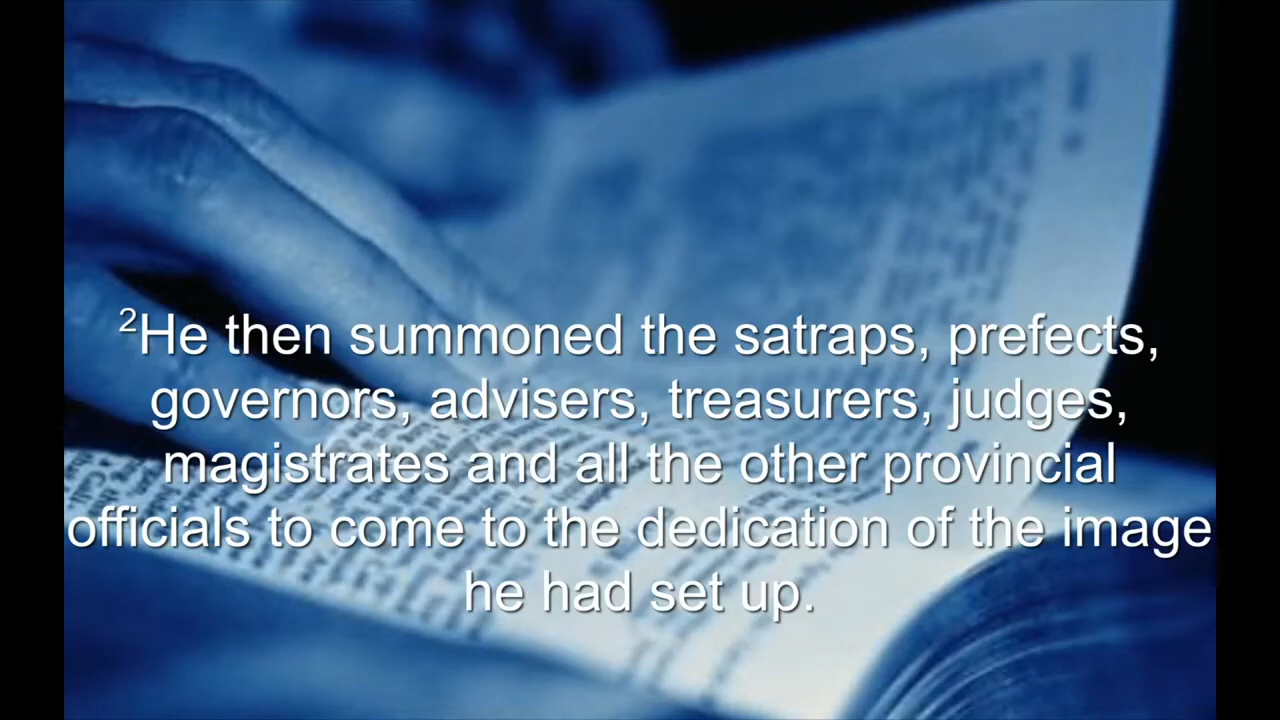 ²He then summoned the satraps, prefects,
governors, advisers, treasurers, judges,
magistrates and all the other provincial
officials to come to the dedication of the image
he had set up.